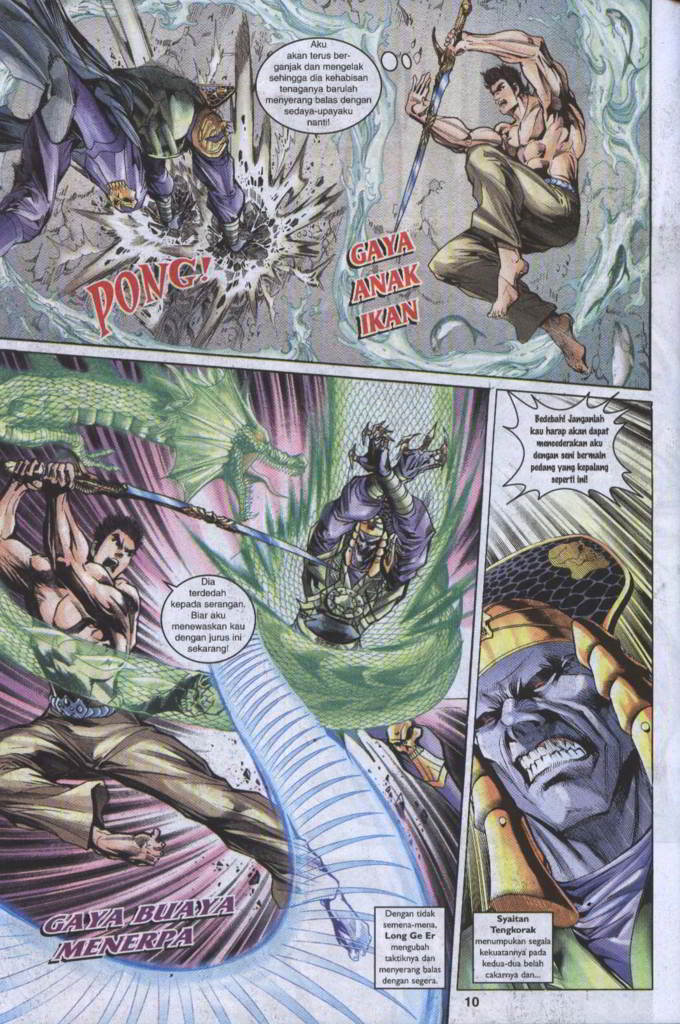 Aku
akan terus ber-
ganjak dan mengelak
sehingga dia kehabisan
tenaganya barulah
menyerang balas dengan
sedaya-upayaku
nanti!
PONG!
GAYA
ANAK
IKAN
Dia
terdedah
kepada serangan.
Biar aku
menewaskan kau
dengan jurus ini
sekarang!
GAYA BUAYA
MENERPA
Dengan tidak
semena-mena,
Long Ge Er
mengubah
taktiknya dan
menyerang balas
dengan segera.
Bedebah! Janganlah
kau harap akan dapat
mencederakan aku
dengan seni bermain
pedang yang kepalang
seperti ini!
Syaitan
Tengkorak
menumpukan segala
kekuatannya pada
kedua-dua belah
cakarnya dan...
10